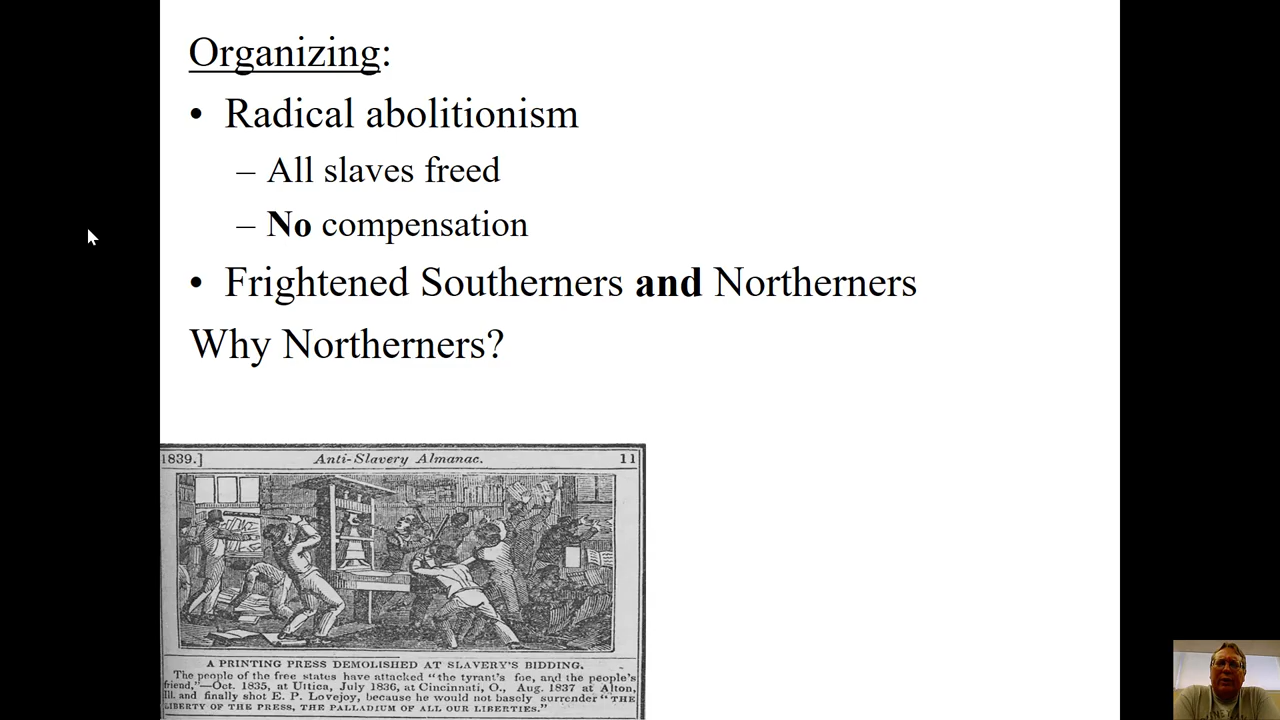 Organizing:
• Radical abolitionism
– All slaves freed
– No compensation
• Frightened Southerners and Northerners
Why Northerners?
1839.] Anti-Slavery Almanac. 11
A PRINTING PRESS DEMOLISHED AT SLAVERY'S BIDDING.
The people of the free states have attacked "the tyrant's foe, and the people's
friend,"—Oct. 1835, at Utica, July 1836, at Cincinnati, O., Aug. 1837 at Alton,
Ill. and finally shot E. P. Lovejoy, because he would not basely surrender "THE
LIBERTY OF THE PRESS, THE PALLADIUM OF ALL OUR LIBERTIES."